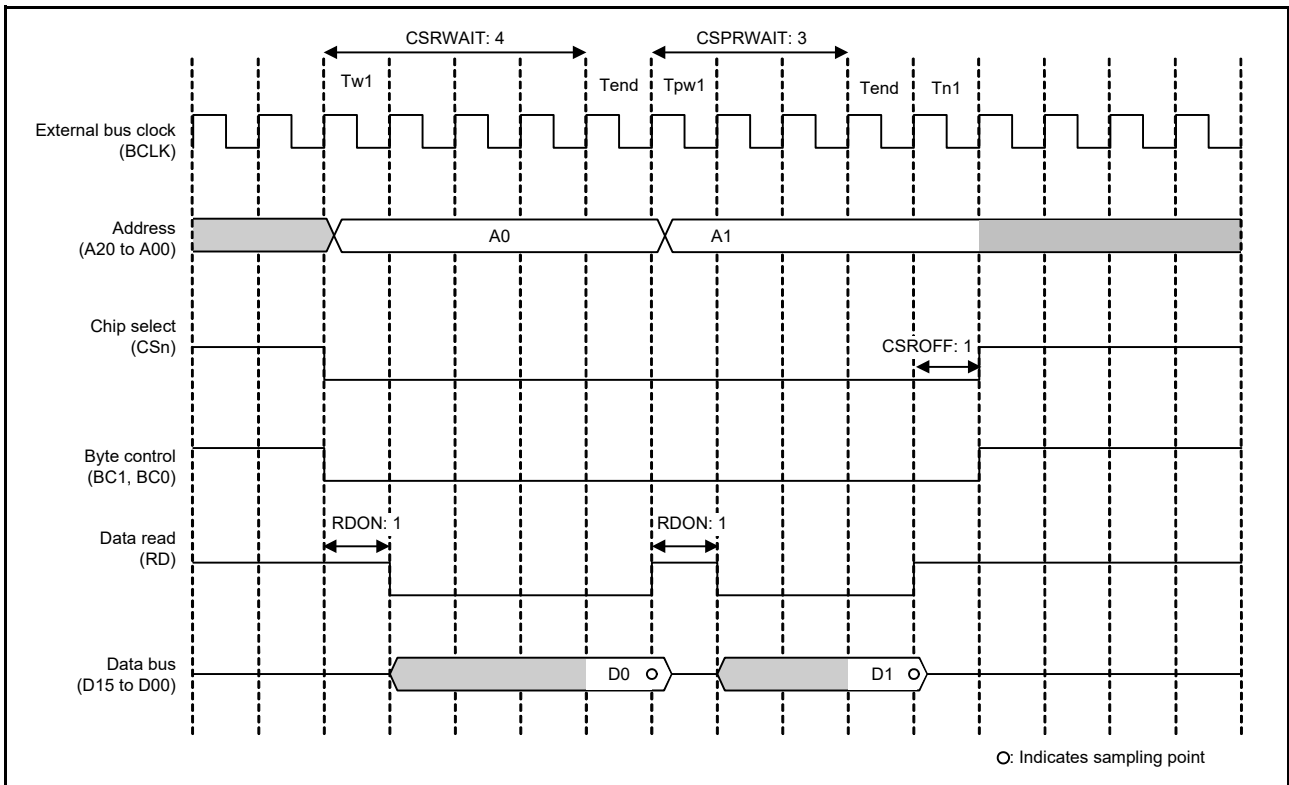 CSRWAIT: 4
CSPRWAIT: 3
Tw1
Tend
Tpw1
Tend
Tn1
External bus clock
(BCLK)
Address
(A20 to A00)
A0
A1
Chip select
(CSn)
CSROFF: 1
Byte control
(BC1, BC0)
RDON: 1
RDON: 1
Data read
(RD)
Data bus
(D15 to D00)
D0
D1
O: Indicates sampling point